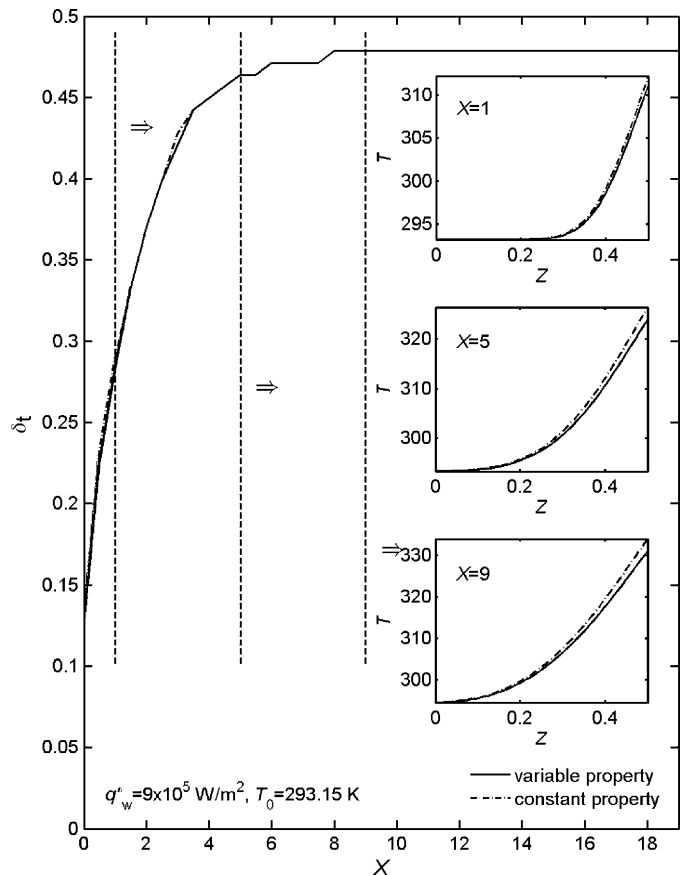 0.5
0.45
0.4
0.35
0.3
0.25
0.2
0.15
0.1
0.05
0
δt
0 2 4 6 8 10 12 14 16 18
X
⇒
⇒
⇒
X=1
T
310
305
300
295
0 0.2 0.4
Z
X=5
T
320
310
300
0 0.2 0.4
Z
X=9
T
330
320
310
300
0 0.2 0.4
Z
q″w=9x10⁵ W/m², T₀=293.15 K
variable property
constant property